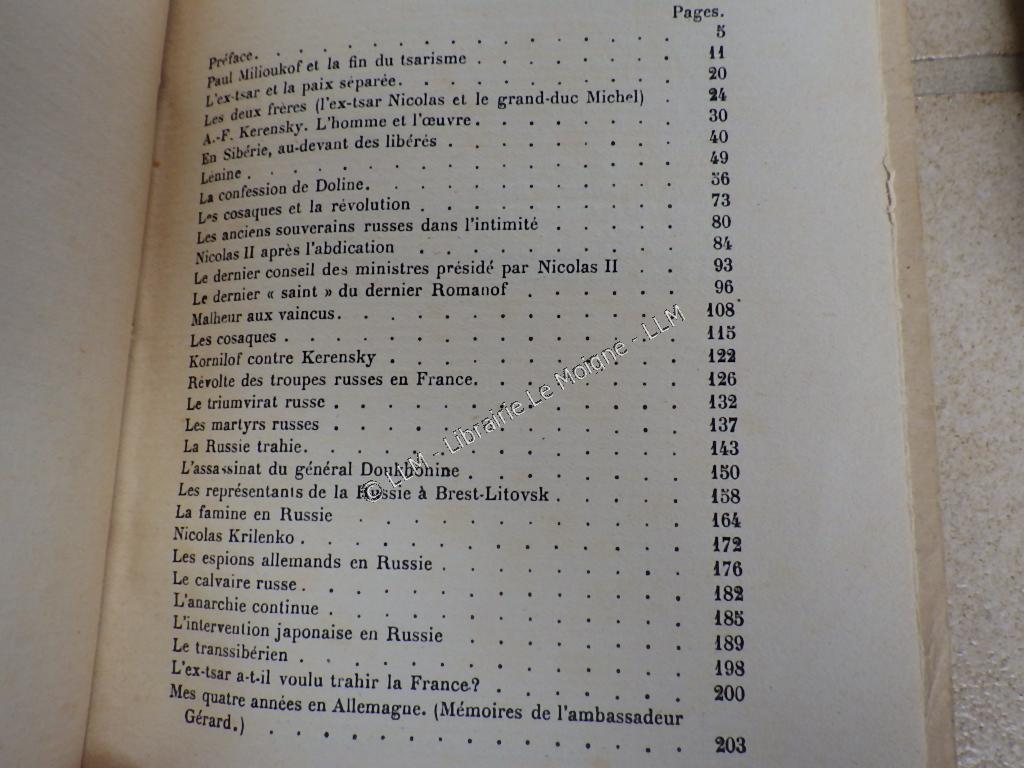 Pages.
Préface. . . . . . . . . . . . . . . . 5
Paul Milioukof et la fin du tsarisme . . . . . . . . 11
L'ex-tsar et la paix séparée. . . . . . . . . . . 20
Les deux frères (l'ex-tsar Nicolas et le grand-duc Michel) . 24
A.-F. Kerensky. L'homme et l'œuvre. . . . . . . . 30
En Sibérie, au-devant des libérés . . . . . . . . . 40
Lénine . . . . . . . . . . . . . . . . 49
La confession de Doline. . . . . . . . . . . . 56
Les cosaques et la révolution . . . . . . . . . . 73
Les anciens souverains russes dans l'intimité . . . . . 80
Nicolas II après l'abdication . . . . . . . . . . 84
Le dernier conseil des ministres présidé par Nicolas II . . 93
Le dernier « saint » du dernier Romanof . . . . . . 96
Malheur aux vaincus. . . . . . . . . . . . . 108
Les cosaques . . . . . . . . . . . . . . . 115
Kornilof contre Kerensky . . . . . . . . . . . 122
Révolte des troupes russes en France. . . . . . . . 126
Le triumvirat russe . . . . . . . . . . . . . 132
Les martyrs russes . . . . . . . . . . . . . 137
La Russie trahie. . . . . . . . . . . . . . 143
L'assassinat du général Doukhonine . . . . . . . . 150
Les représentants de la Russie à Brest-Litovsk . . . . . 158
La famine en Russie . . . . . . . . . . . . 164
Nicolas Krilenko . . . . . . . . . . . . . . 172
Les espions allemands en Russie . . . . . . . . . 176
Le calvaire russe . . . . . . . . . . . . . . 182
L'anarchie continue . . . . . . . . . . . . . 185
L'intervention japonaise en Russie . . . . . . . . 189
Le transsibérien . . . . . . . . . . . . . . 198
L'ex-tsar a-t-il voulu trahir la France? . . . . . . . 200
Mes quatre années en Allemagne. (Mémoires de l'ambassadeur
Gérard.) . . . . . . . . . . . . . . . . 203
© LLM - Librairie Le Moigne - LLM